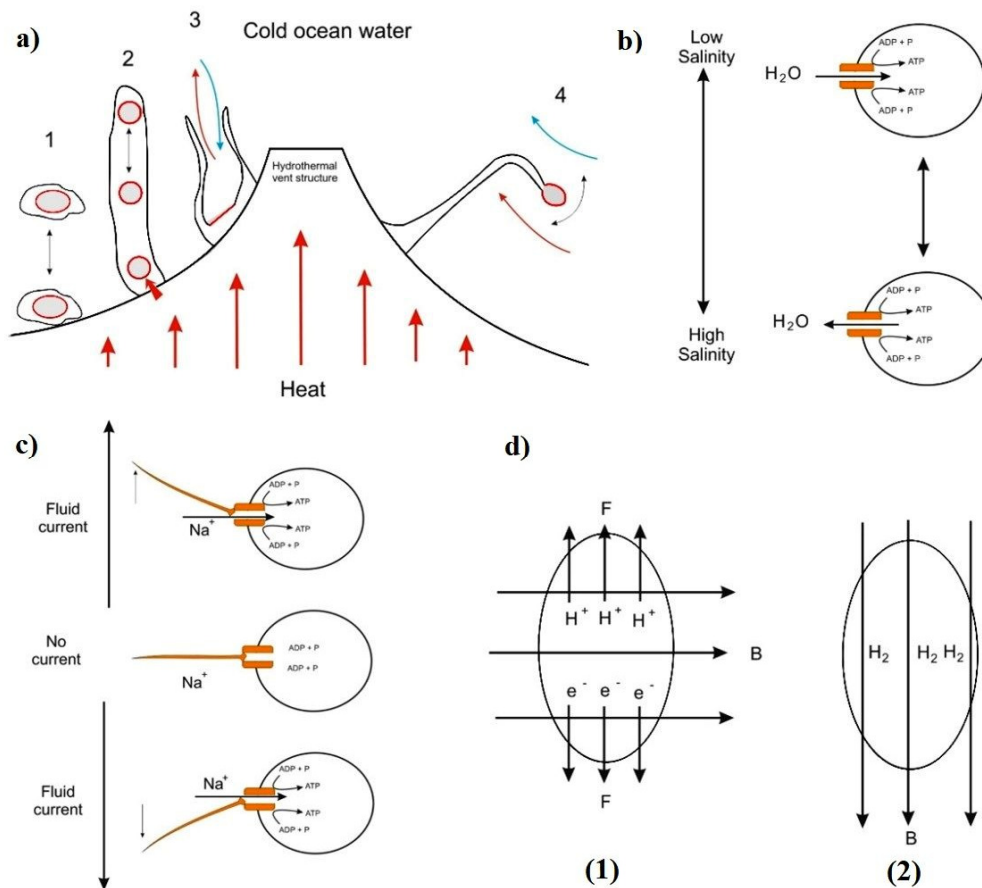 a)
3
Cold ocean water
2
4
1
Hydrothermal
vent structure
Heat
b)
Low
Salinity
ADP + P
ATP
H₂O
ATP
ADP + P
High
Salinity
ADP + P
ATP
H₂O
ATP
ADP + P
c)
Fluid
current
ADP + P
ATP
Na⁺
ATP
ADP + P
No
current
ADP + P
ADP + P
Na⁺
Fluid
current
Na⁺
ADP + P
ATP
ATP
ADP + P
d)
F
H⁺ H⁺ H⁺
B
e⁻ e⁻ e⁻
F
(1)
H₂ H₂ H₂
B
(2)